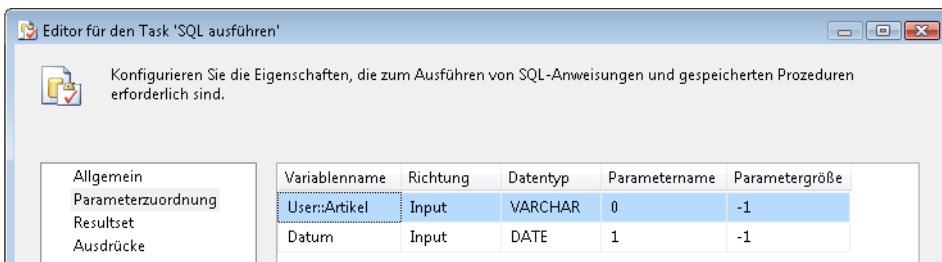 Editor für den Task 'SQL ausführen'
Konfigurieren Sie die Eigenschaften, die zum Ausführen von SQL-Anweisungen und gespeicherten Prozeduren
erforderlich sind.
Allgemein
Parameterzuordnung
Resultset
Ausdrücke
Variablenname Richtung Datentyp Parametername Parametergröße
User::Artikel Input VARCHAR 0 -1
Datum Input DATE 1 -1